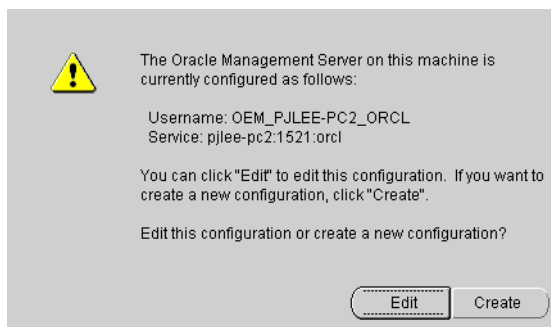 The Oracle Management Server on this machine is
currently configured as follows:
Username: OEM_PJLEE-PC2_ORCL
Service: pjlee-pc2:1521:orcl
You can click "Edit" to edit this configuration. If you want to
create a new configuration, click "Create".
Edit this configuration or create a new configuration?
Edit Create